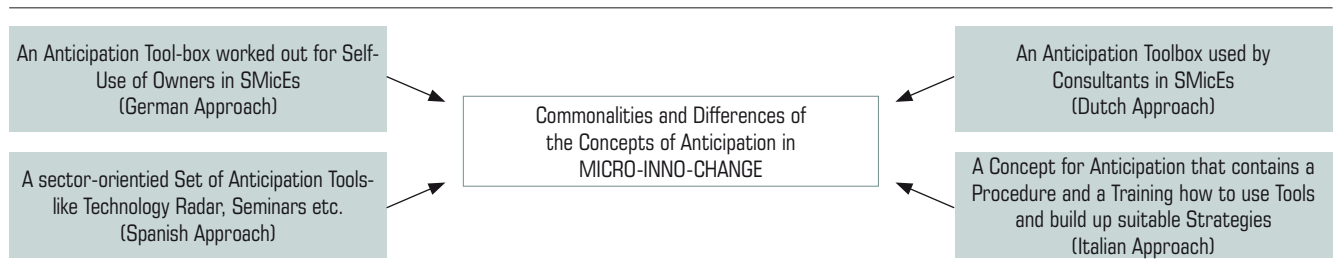 An Anticipation Tool-box worked out for Self-
Use of Owners in SMicEs
(German Approach)
A sector-orientied Set of Anticipation Tools-
like Technology Radar, Seminars etc.
(Spanish Approach)
Commonalities and Differences of
the Concepts of Anticipation in
MICRO-INNO-CHANGE
An Anticipation Toolbox used by
Consultants in SMicEs
(Dutch Approach)
A Concept for Anticipation that contains a
Procedure and a Training how to use Tools
and build up suitable Strategies
(Italian Approach)